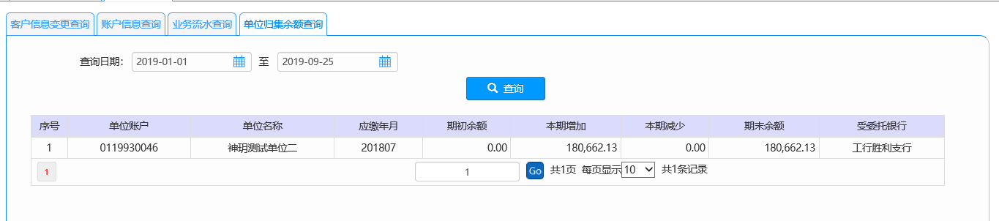 客户信息变更查询 账户信息查询 业务流水查询 单位归集余额查询
查询日期： 2019-01-01 至 2019-09-25
查询
序号 单位账户 单位名称 应缴年月 期初余额 本期增加 本期减少 期末余额 受委托银行
1 0119930046 神玥测试单位二 201807 0.00 180,662.13 0.00 180,662.13 工行胜利支行
1 1 Go 共1页 每页显示 10 共1条记录